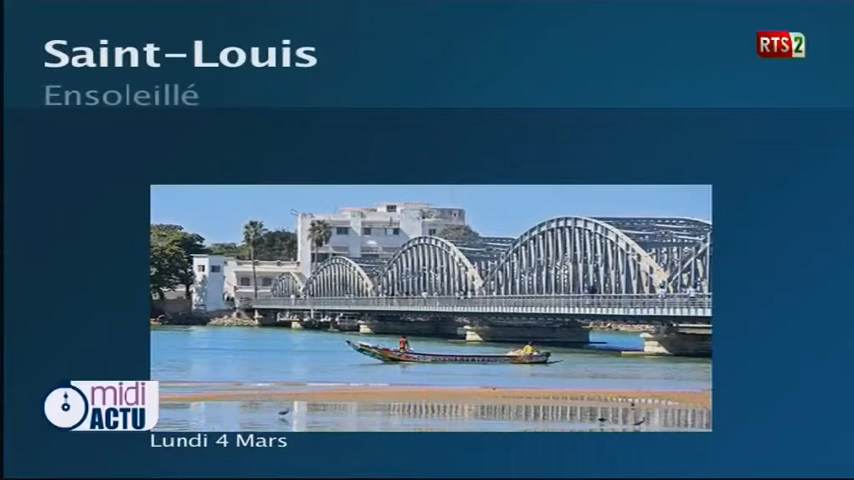 Saint-Louis
RTS2
Ensoleillé
midi
ACTU
Lundi 4 Mars